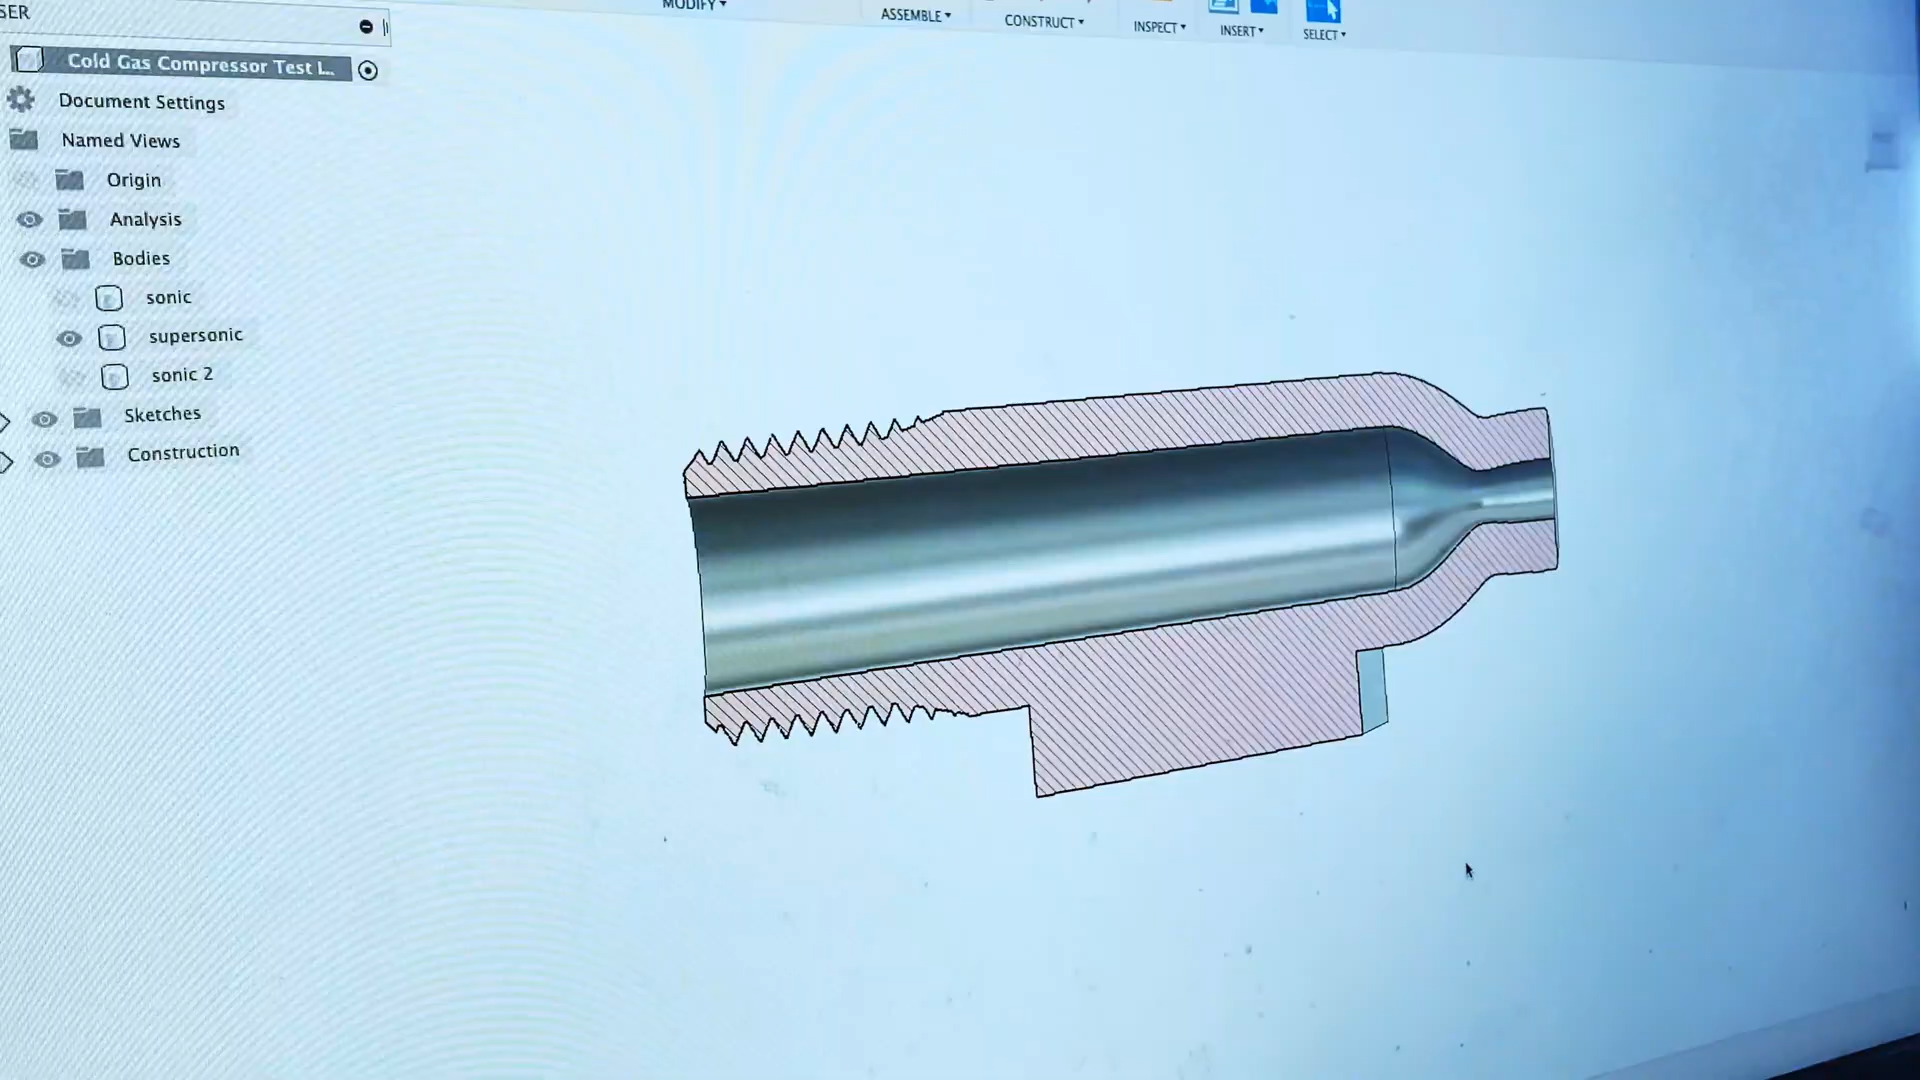 SER
MODIFY
ASSEMBLE
CONSTRUCT
INSPECT
INSERT
SELECT
Cold Gas Compressor Test I...
Document Settings
Named Views
Origin
Analysis
Bodies
sonic
supersonic
sonic 2
Sketches
Construction